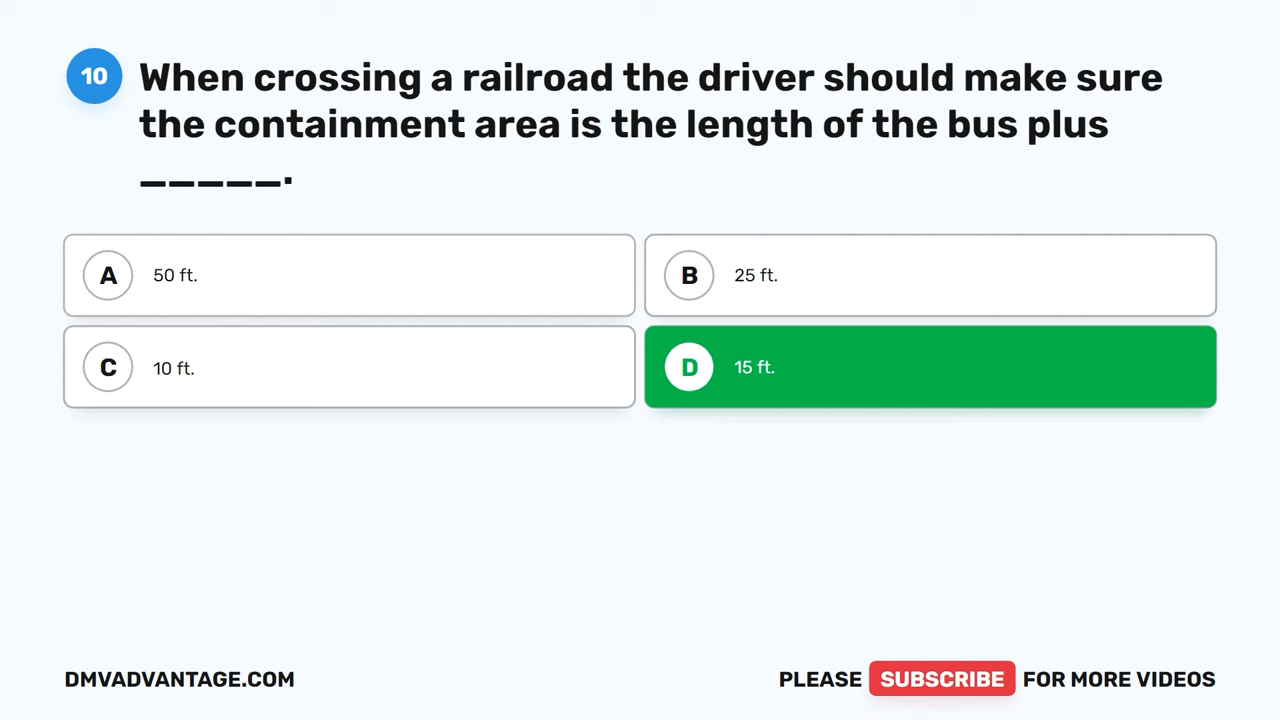 10
When crossing a railroad the driver should make sure
the containment area is the length of the bus plus
_____.
A 50 ft.
B 25 ft.
C 10 ft.
D 15 ft.
DMVADVANTAGE.COM
PLEASE SUBSCRIBE FOR MORE VIDEOS